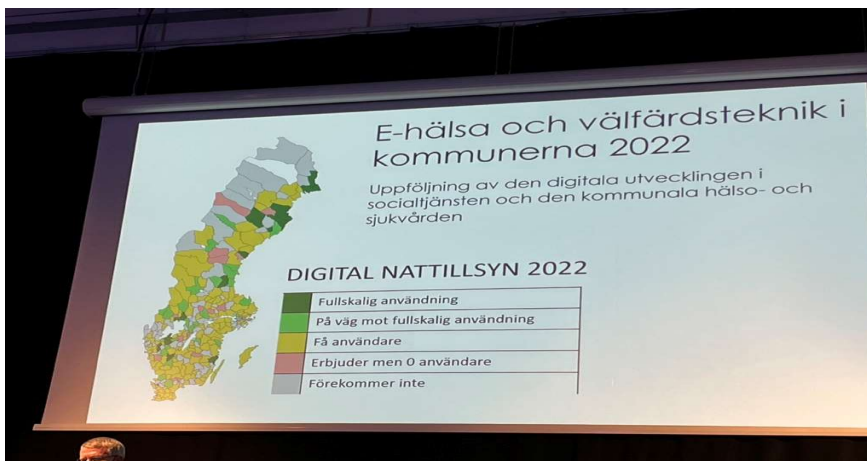 E-hälsa och välfärdsteknik i
kommunerna 2022
Uppföljning av den digitala utvecklingen i
socialtjänsten och den kommunala hälso- och
sjukvården
DIGITAL NATTILLSYN 2022
Fullskalig användning
På väg mot fullskalig användning
Få användare
Erbjuder men 0 användare
Förekommer inte